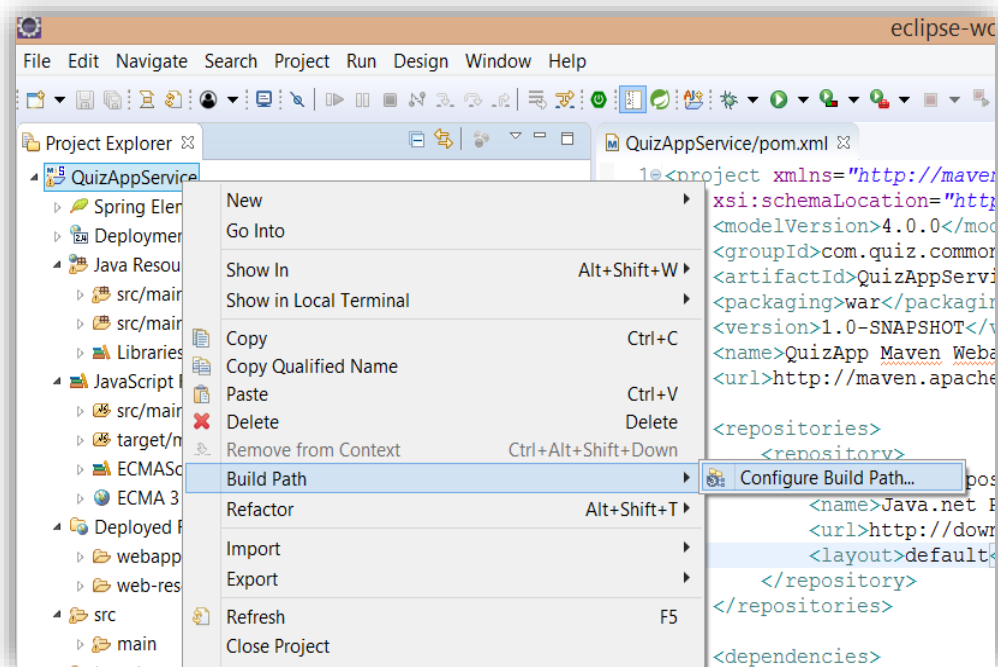 eclipse-wo
File Edit Navigate Search Project Run Design Window Help
Project Explorer
QuizAppService
Spring Eler
Deploymer
Java Resou
src/main
src/main
Libraries
JavaScript
src/main
target/m
ECMASc
ECMA 3
Deployed
webapp
web-res
src
main
New
Go Into
Show In Alt+Shift+W
Show in Local Terminal
Copy Ctrl+C
Copy Qualified Name
Paste Ctrl+V
Delete Delete
Remove from Context Ctrl+Alt+Shift+Down
Build Path
Refactor Alt+Shift+T
Import
Export
Refresh F5
Close Project
Configure Build Path...
QuizAppService/pom.xml
1 <project xmlns="http://maven
xsi:schemaLocation="http
<modelVersion>4.0.0</mod
<groupId>com.quiz.common
<artifactId>QuizAppServi
<packaging>war</packagin
<version>1.0-SNAPSHOT</v
<name>QuizApp Maven Weba
<url>http://maven.apache
<repositories>
<repository>
pos
<name>Java.net
<url>http://down
<layout>default<
</repository>
</repositories>
<dependencies>